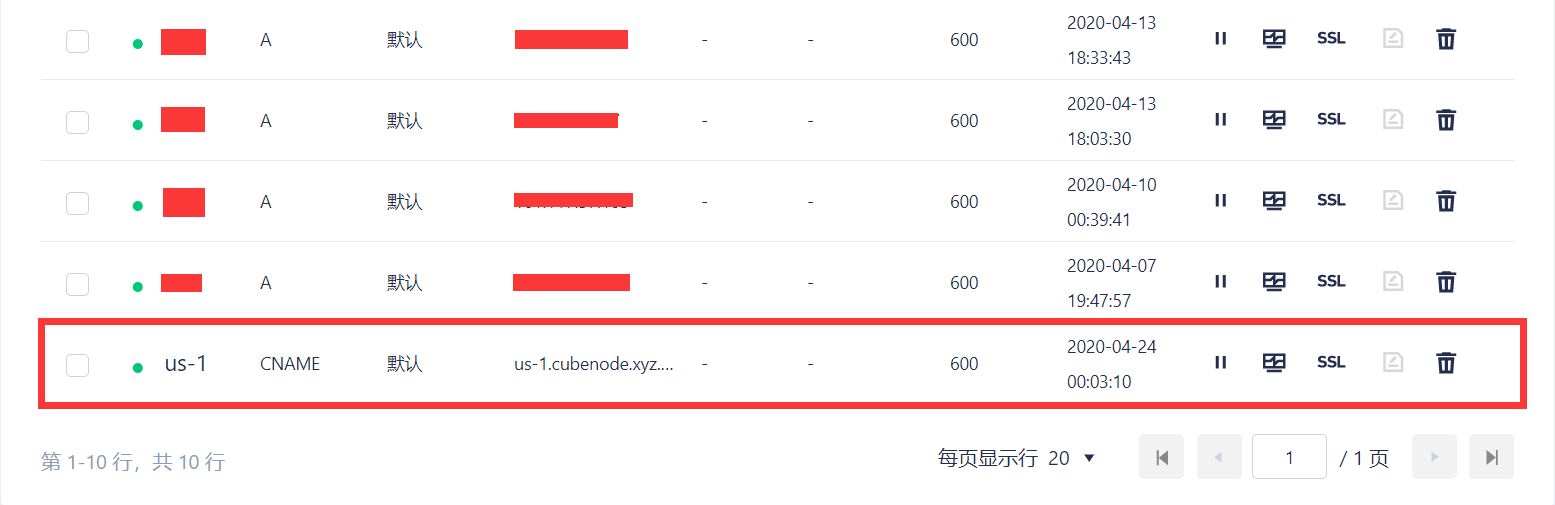 A 默认 - - 600 2020-04-13 18:33:43 SSL
A 默认 - - 600 2020-04-13 18:03:30 SSL
A 默认 - - 600 2020-04-10 00:39:41 SSL
A 默认 - - 600 2020-04-07 19:47:57 SSL
us-1 CNAME 默认 us-1.cubenode.xyz.... - - 600 2020-04-24 00:03:10 SSL
第 1-10 行，共 10 行 每页显示行 20 1 / 1 页